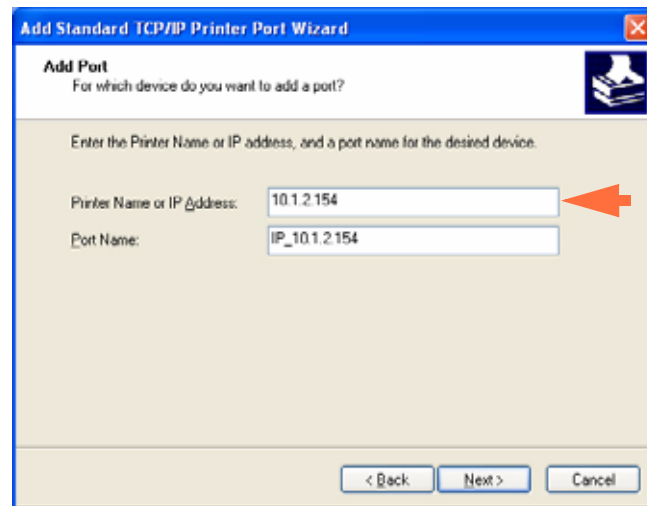 Add Standard TCP/IP Printer Port Wizard
Add Port
For which device do you want to add a port?
Enter the Printer Name or IP address, and a port name for the desired device.
Printer Name or IP Address: 10.1.2.154
Port Name: IP_10.1.2.154
< Back Next > Cancel